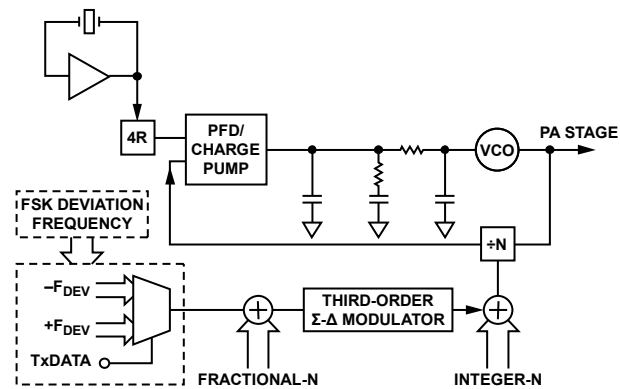 4R
PFD/
CHARGE
PUMP
VCO
PA STAGE
÷N
FSK DEVIATION
FREQUENCY
–FDEV
+FDEV
TxDATA
THIRD-ORDER
Σ-Δ MODULATOR
FRACTIONAL-N
INTEGER-N